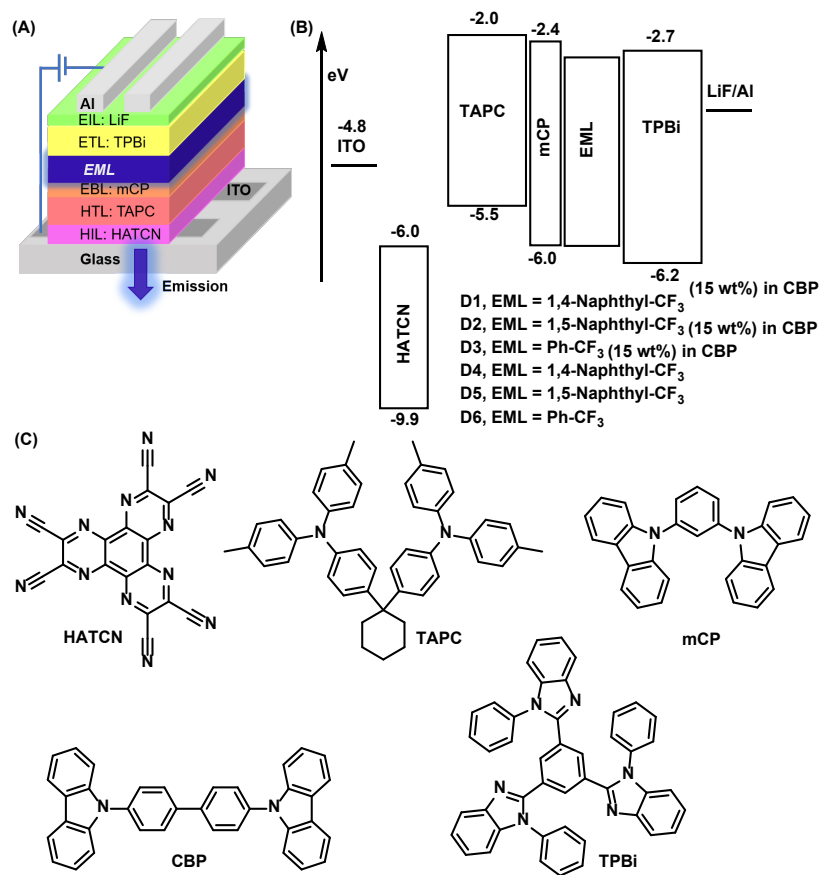 (A)
Al
EIL: LiF
ETL: TPBi
EML
EBL: mCP
HTL: TAPC
HIL: HATCN
ITO
Glass
Emission
(B)
eV
-4.8
ITO
-6.0
HATCN
-9.9
-2.0
TAPC
-5.5
-2.4
mCP
-6.0
EML
-2.7
TPBi
-6.2
LiF/Al
D1, EML = 1,4-Naphthyl-CF3 (15 wt%) in CBP
D2, EML = 1,5-Naphthyl-CF3 (15 wt%) in CBP
D3, EML = Ph-CF3 (15 wt%) in CBP
D4, EML = 1,4-Naphthyl-CF3
D5, EML = 1,5-Naphthyl-CF3
D6, EML = Ph-CF3
(C)
N
N
N
N
N
N
N
N
N
N
N
N
HATCN
N
N
TAPC
N
N
mCP
N
N
CBP
N
N
N
N
N
N
TPBi